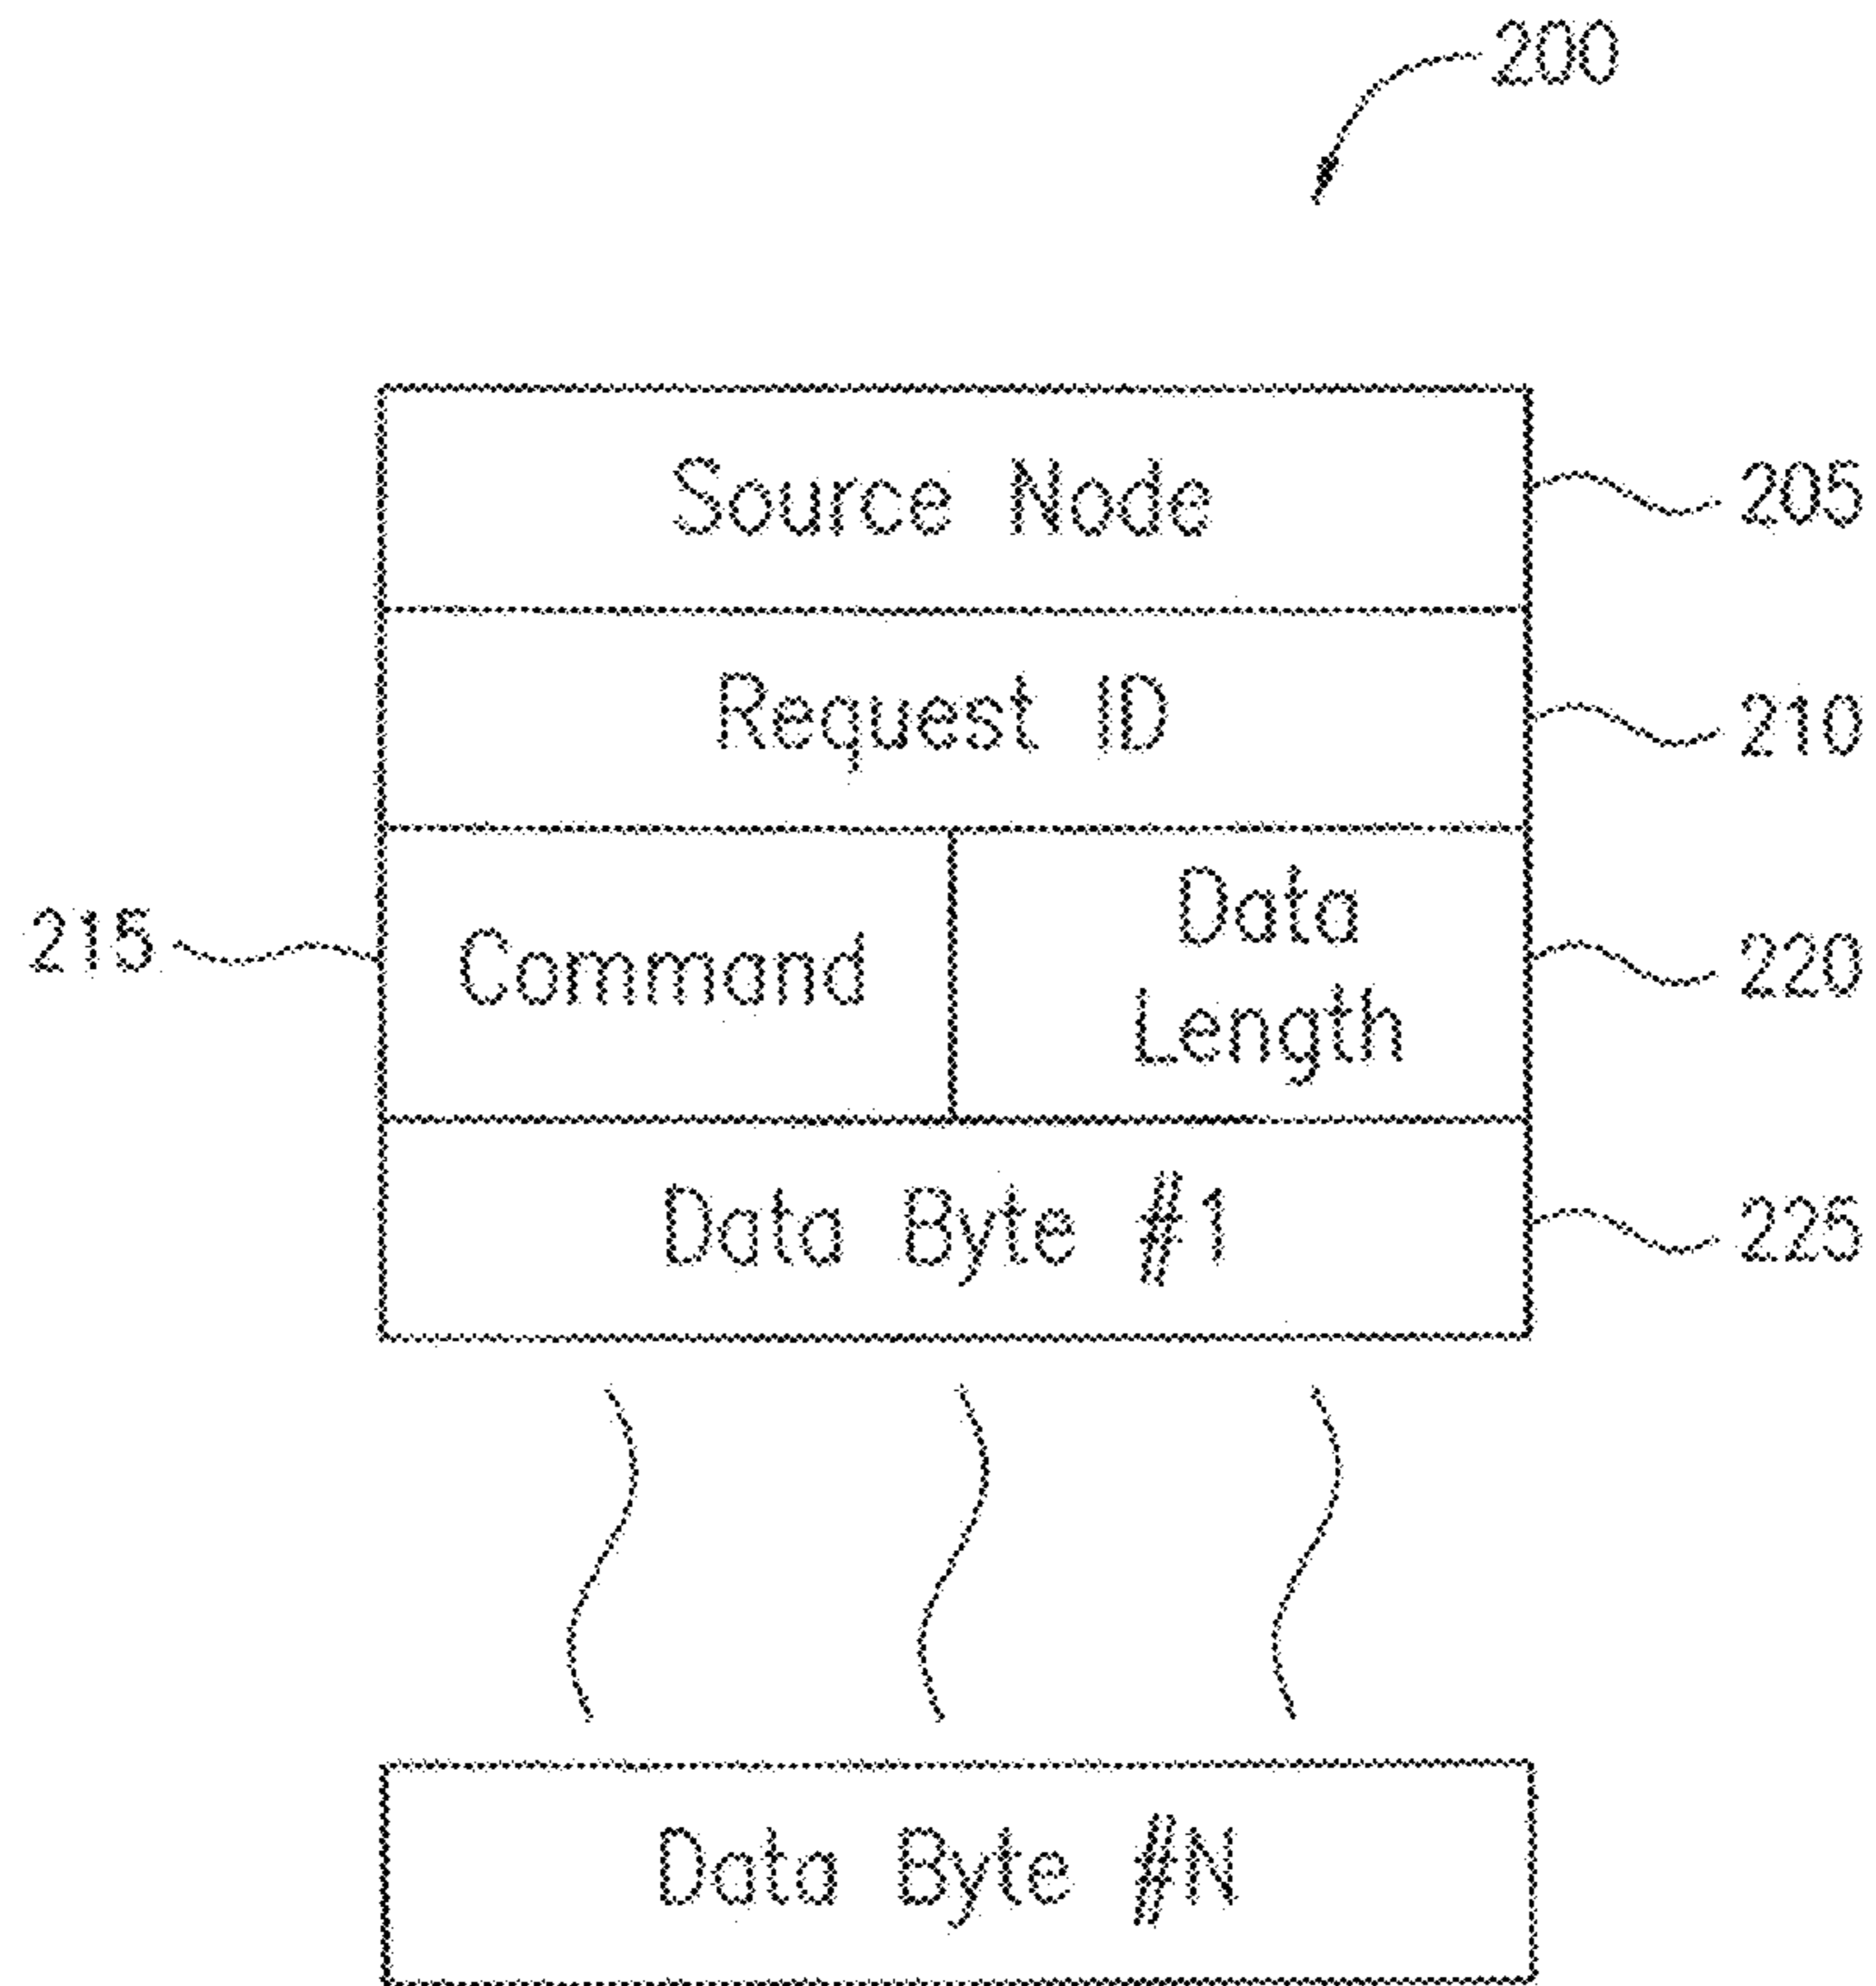 200
Source Node
205
Request ID
210
215
Command
Data
Length
220
Data Byte #1
225
Data Byte #N